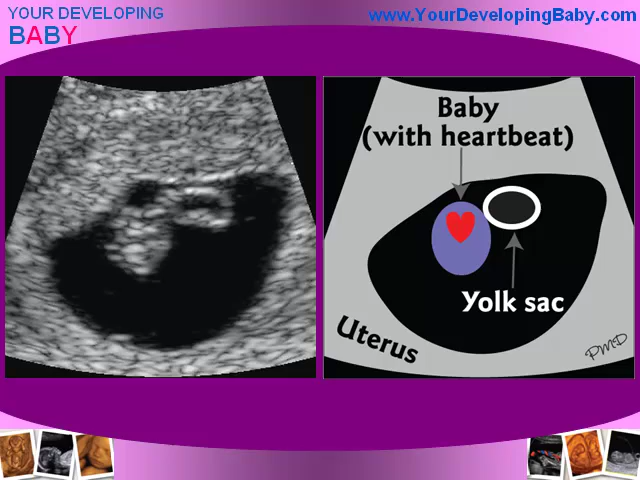 YOUR DEVELOPING
BABY
www.YourDevelopingBaby.com
Baby
(with heartbeat)
Yolk sac
Uterus
PMD